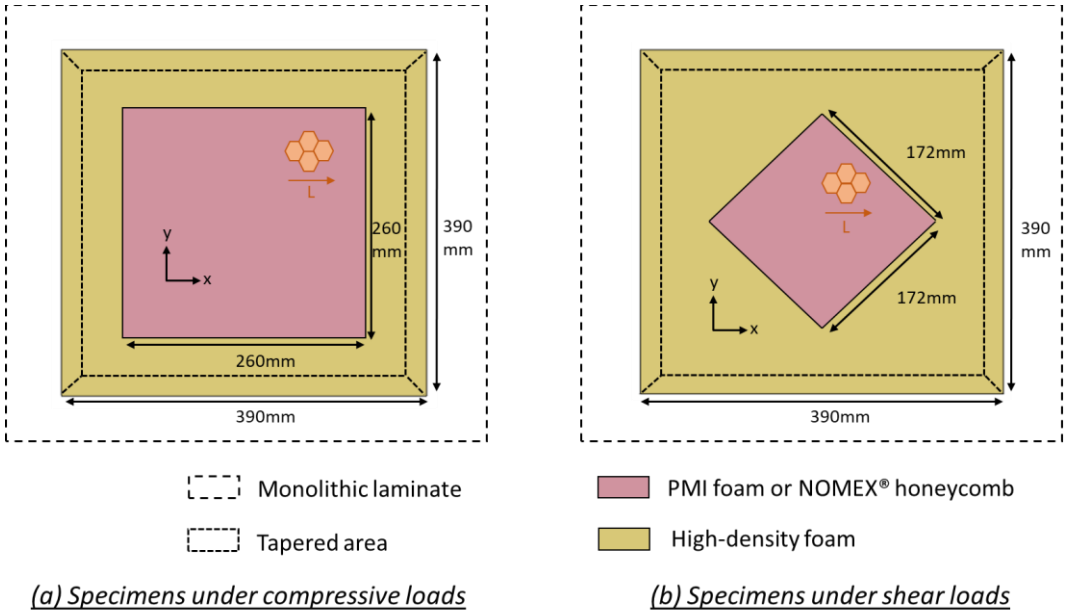 L
y
x
260
mm
390
mm
260mm
390mm
172mm
L
y
x
172mm
390
mm
390mm
Monolithic laminate
Tapered area
PMI foam or NOMEX® honeycomb
High-density foam
(a) Specimens under compressive loads
(b) Specimens under shear loads